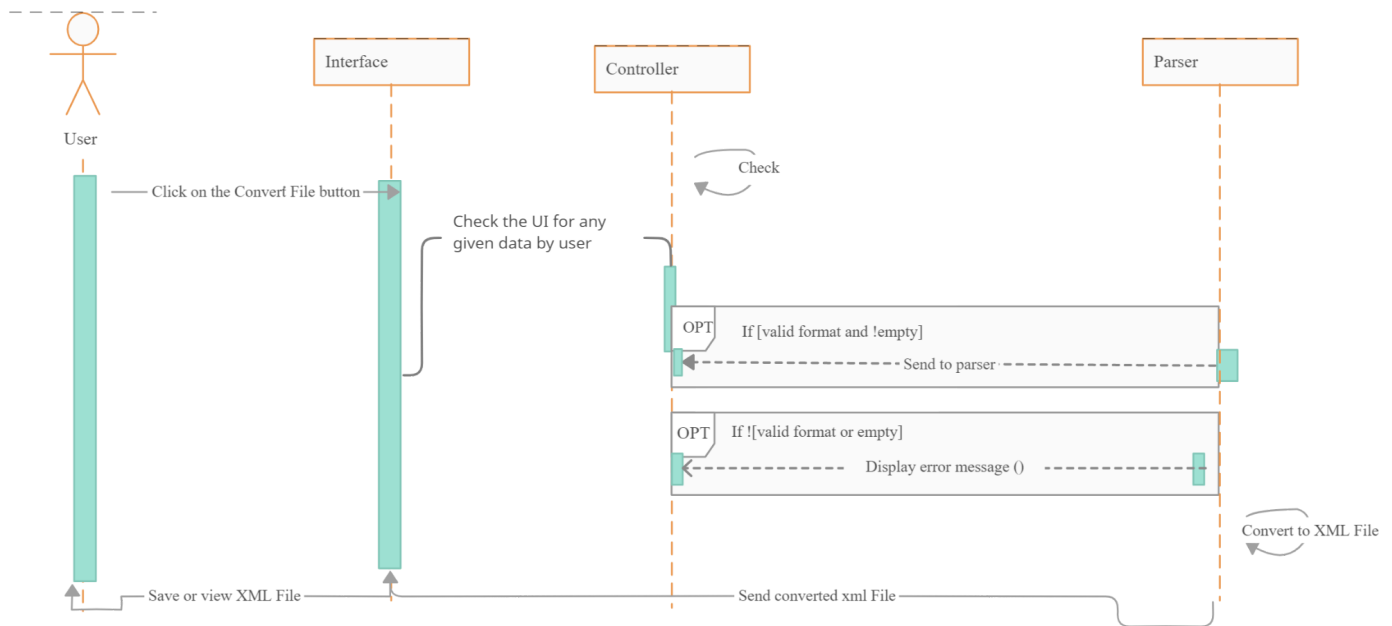 Interface
Controller
Parser
User
Check
Click on the Convert File button
Check the UI for any
given data by user
OPT
If [valid format and !empty]
Send to parser
OPT
If ![valid format or empty]
Display error message ()
Convert to XML File
Save or view XML File
Send converted xml File